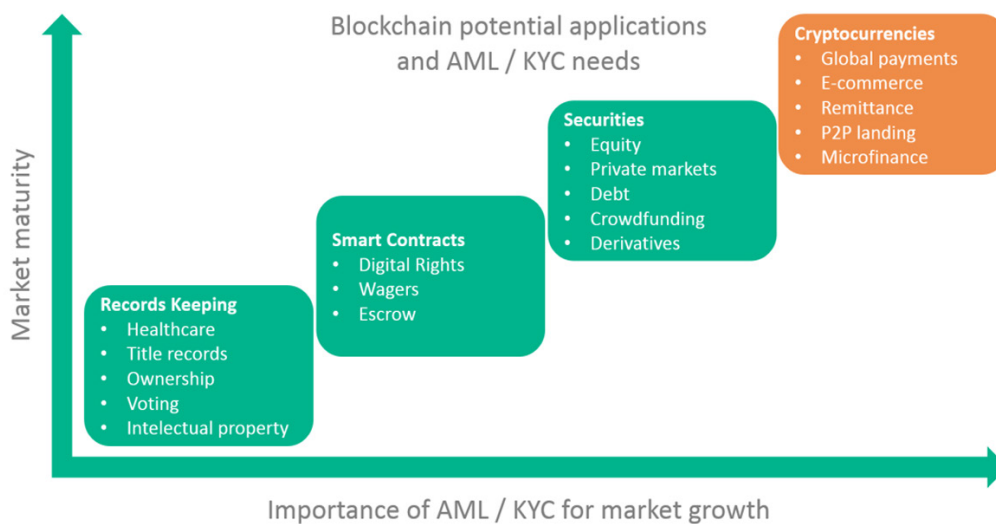 Blockchain potential applications
and AML / KYC needs
Market maturity
Cryptocurrencies
• Global payments
• E-commerce
• Remittance
• P2P landing
• Microfinance
Securities
• Equity
• Private markets
• Debt
• Crowdfunding
• Derivatives
Smart Contracts
• Digital Rights
• Wagers
• Escrow
Records Keeping
• Healthcare
• Title records
• Ownership
• Voting
• Intelectual property
Importance of AML / KYC for market growth